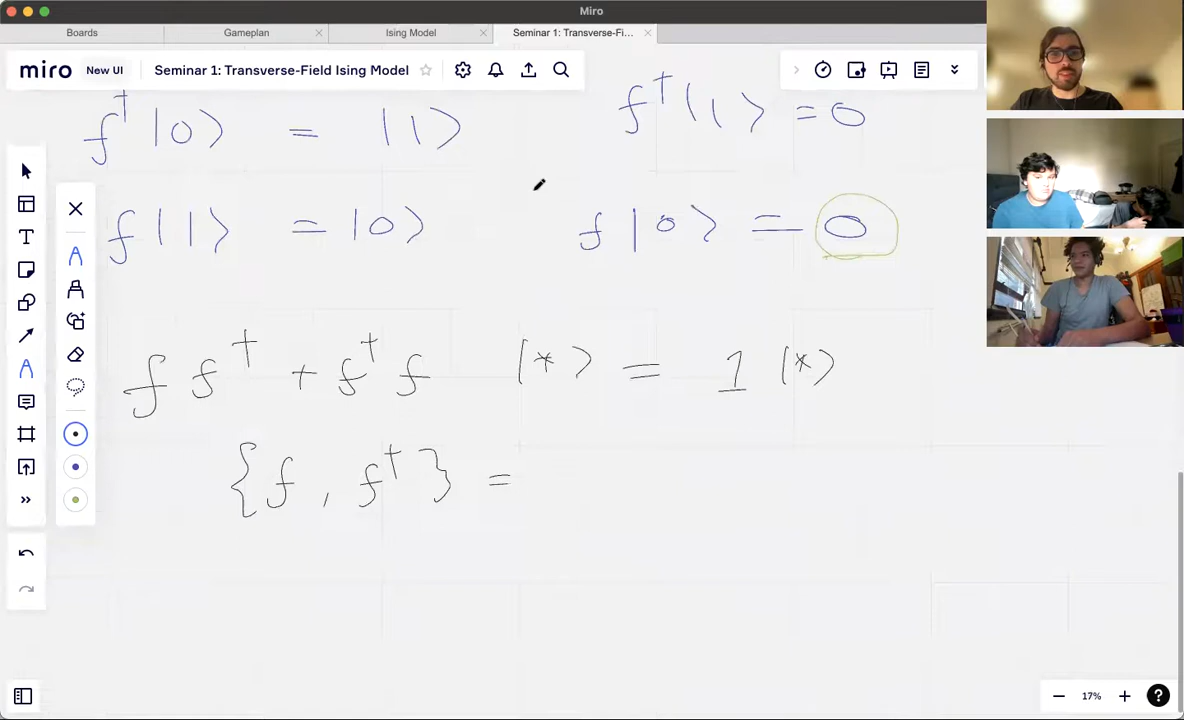 Miro
Boards Gameplan Ising Model Seminar 1: Transverse-Fi...
miro New UI Seminar 1: Transverse-Field Ising Model
f† |0⟩ = |1⟩ f† |1⟩ = 0
f |1⟩ = |0⟩ f |0⟩ = 0
f f† + f† f |*⟩ = 1 |*⟩
{f , f†} =
17%